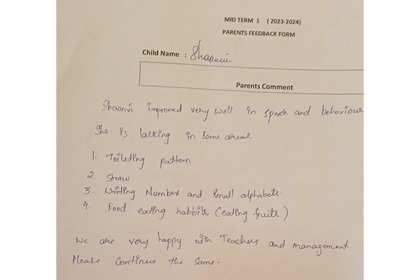 MID TERM 1 (2023-2024)
PARENTS FEEDBACK FORM
Child Name : Shaanvi
Parents Comment
Shaanvi improved very well in speech and behaviour
She is lacking in some areas
1. Toileting pattern
2 Straw
3. Writing Number and small alphabets.
4. Food eating habbits (eating fruits)
We are very happy with Teachers and management
Please continue the same.